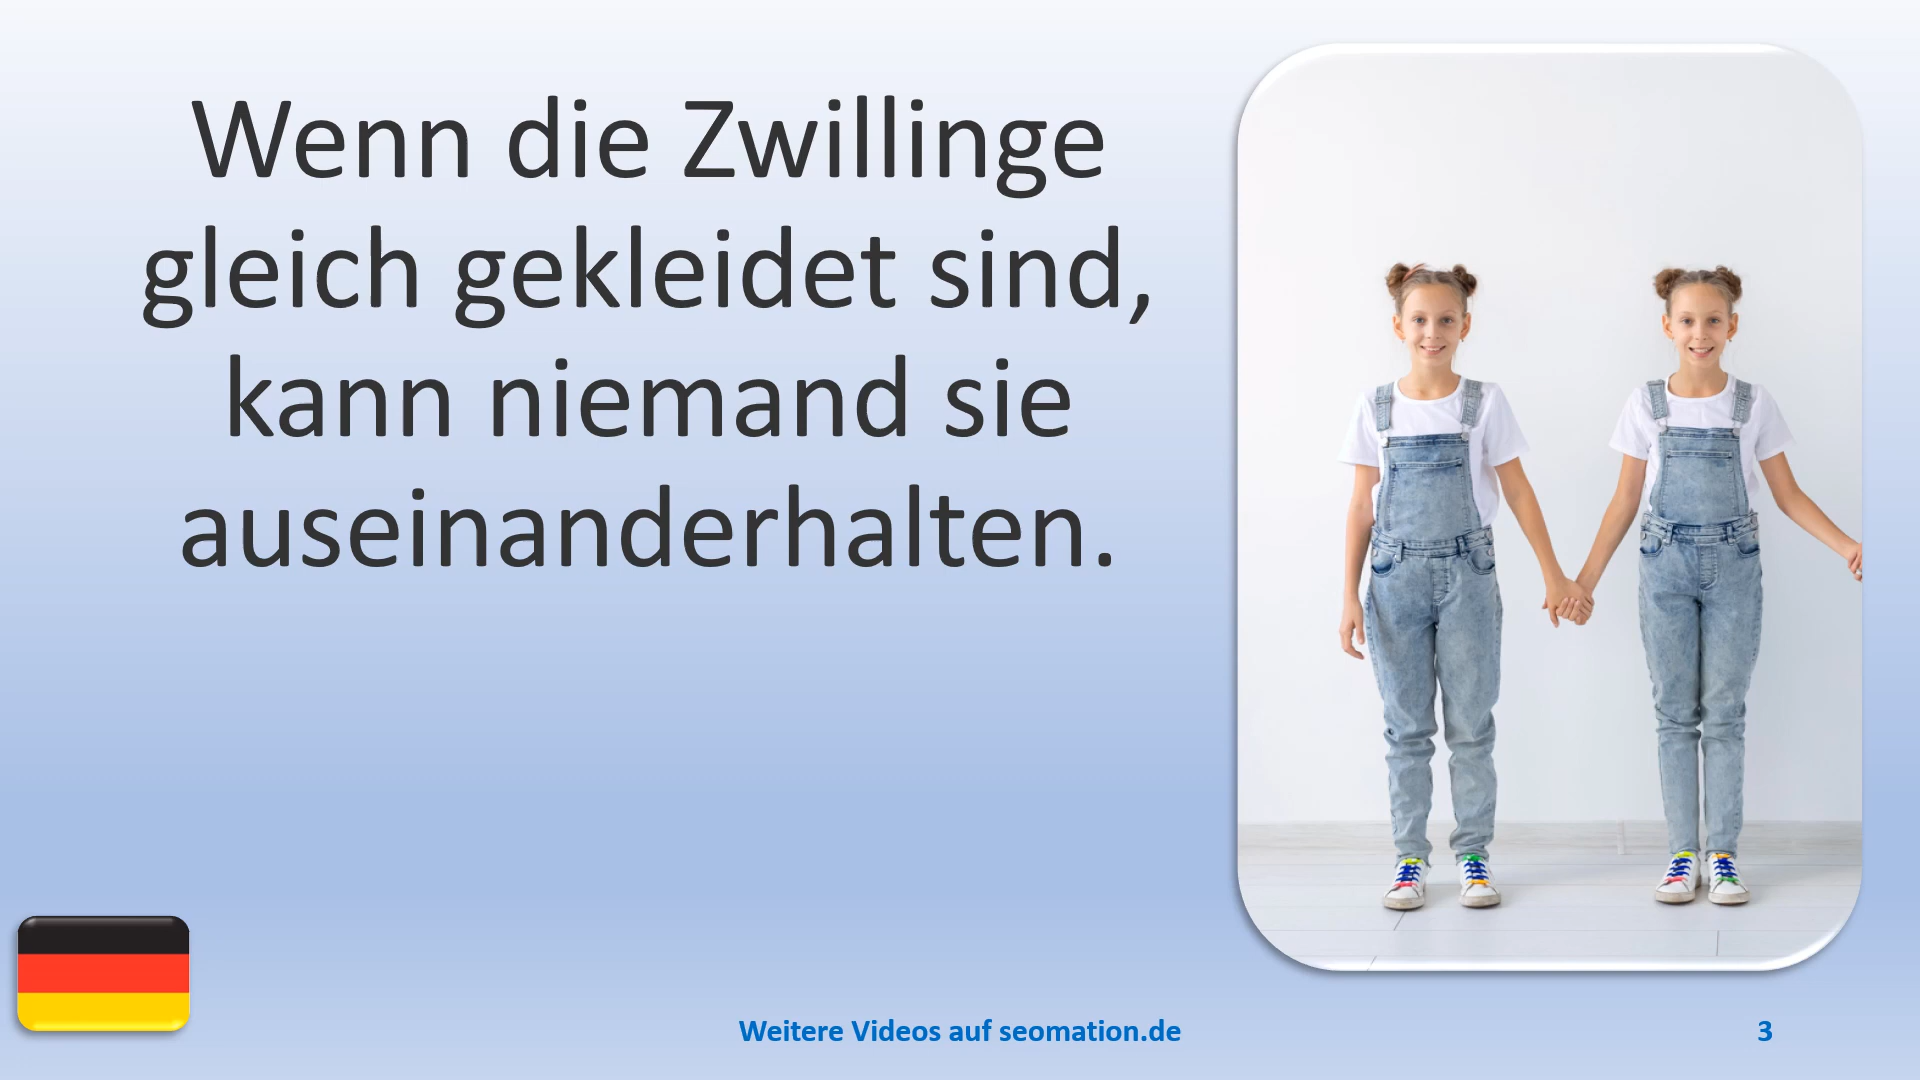 Wenn die Zwillinge
gleich gekleidet sind,
kann niemand sie
auseinanderhalten.
Weitere Videos auf seomation.de
3